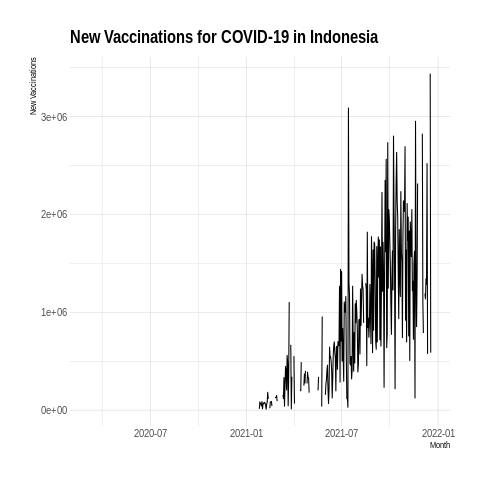 New Vaccinations for COVID-19 in Indonesia
New Vaccinations
3e+06
2e+06
1e+06
0e+00
2020-07
2021-01
2021-07
2022-01
Month